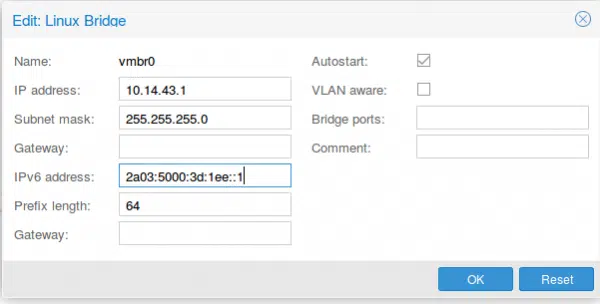 Edit: Linux Bridge
Name: vmbr0
IP address: 10.14.43.1
Subnet mask: 255.255.255.0
Gateway:
IPv6 address: 2a03:5000:3d:1ee::1
Prefix length: 64
Gateway:
Autostart:
VLAN aware:
Bridge ports:
Comment:
OK
Reset